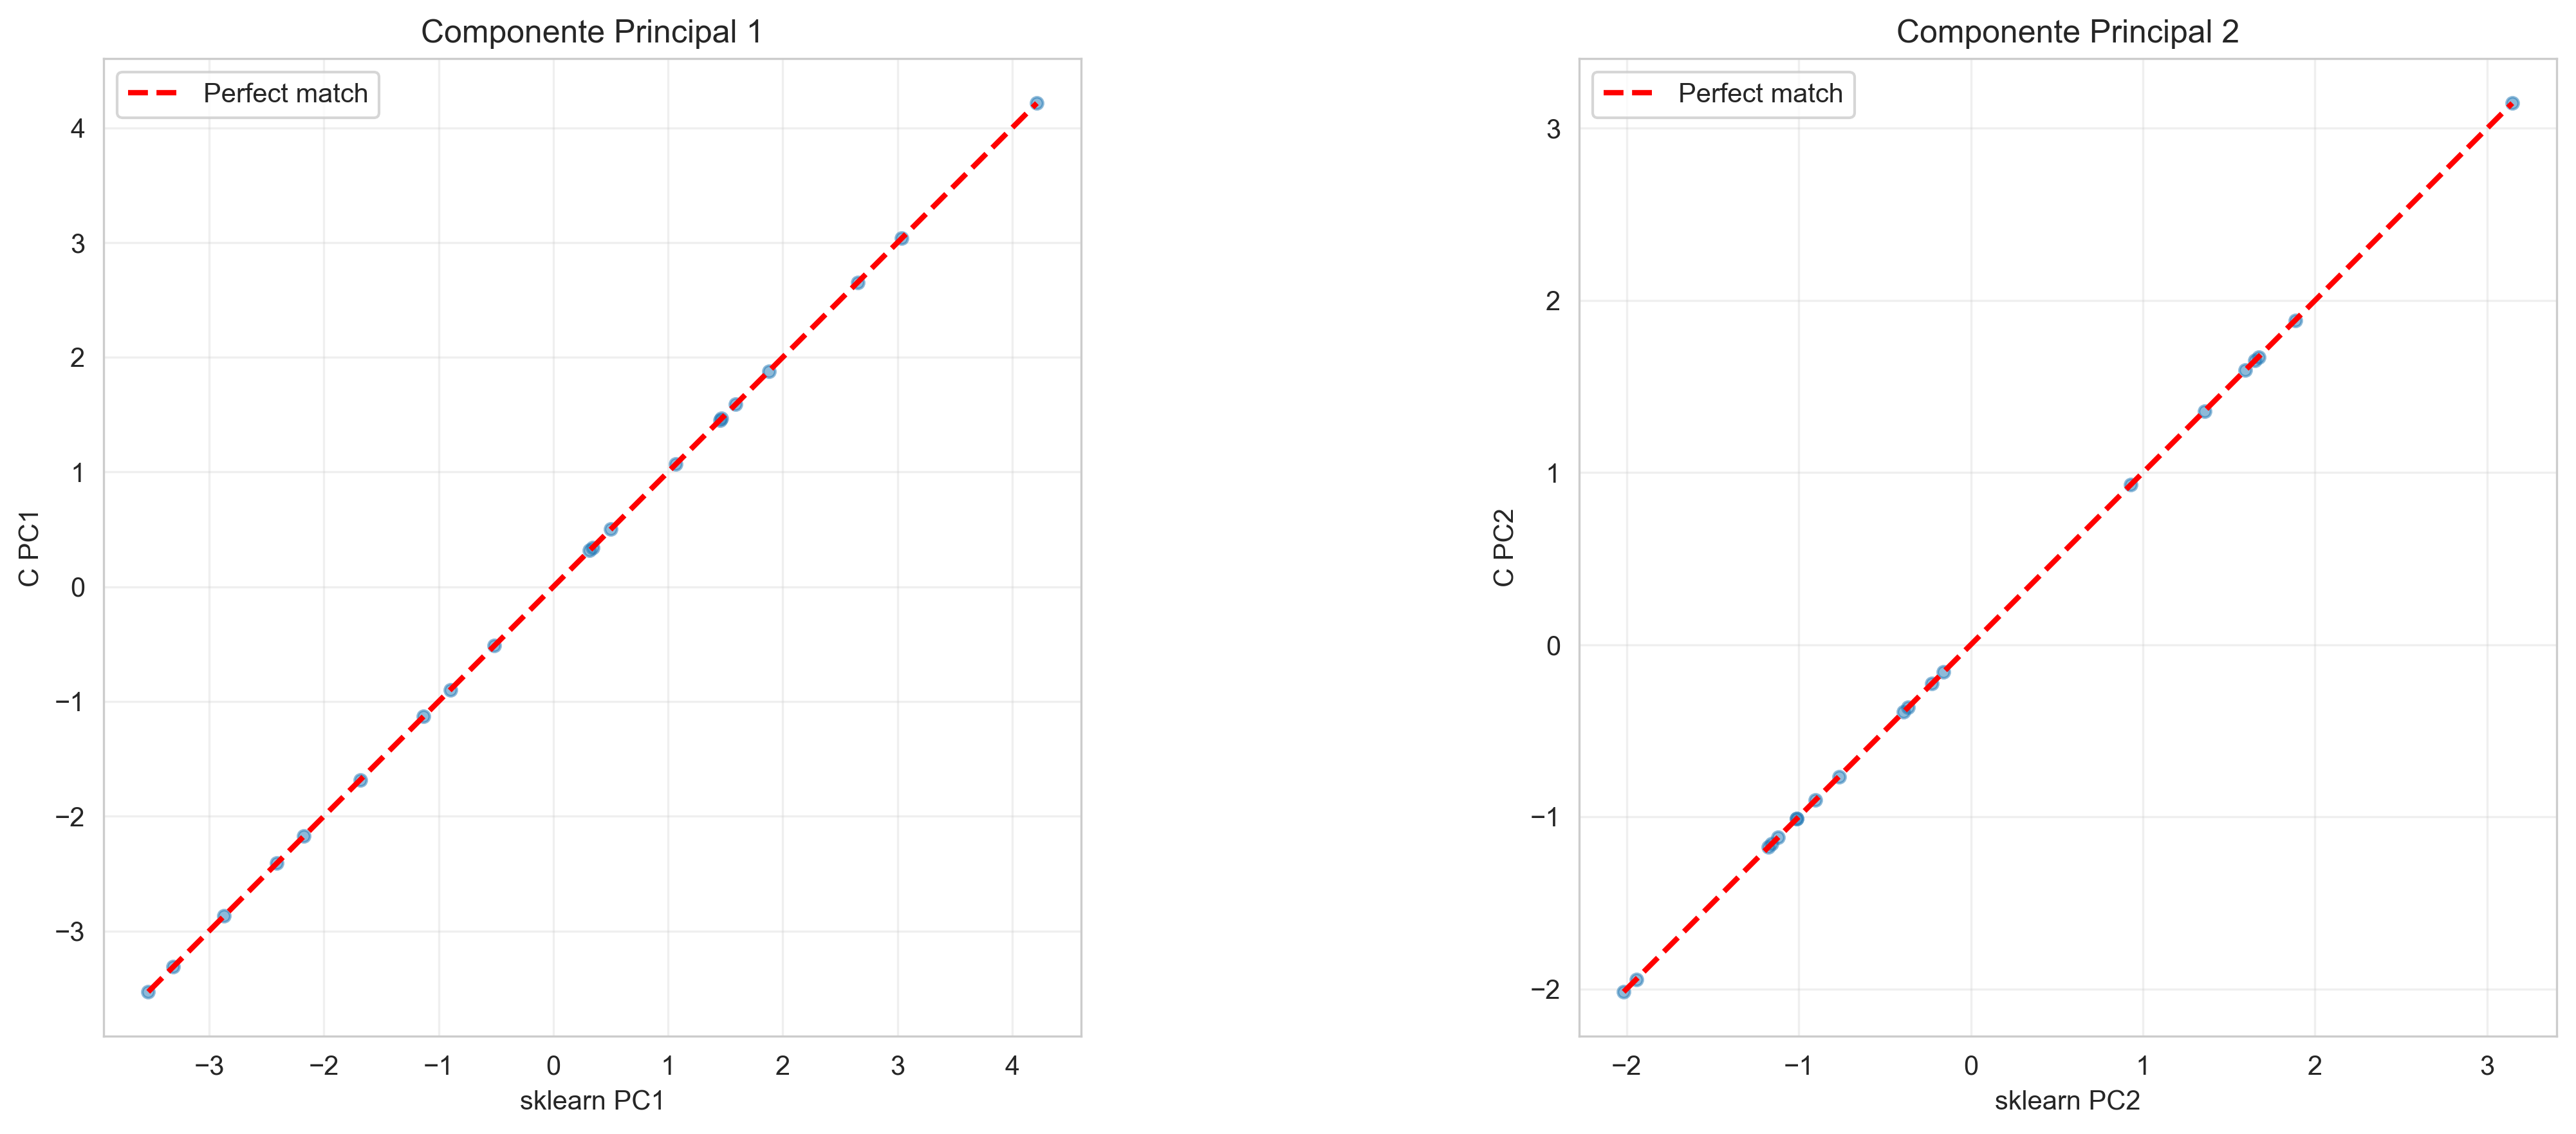 Componente Principal 1
Perfect match
4
3
2
1
0
−1
−2
−3
C PC1
−3 −2 −1 0 1 2 3 4
sklearn PC1
Componente Principal 2
Perfect match
3
2
1
0
−1
−2
C PC2
−2 −1 0 1 2 3
sklearn PC2